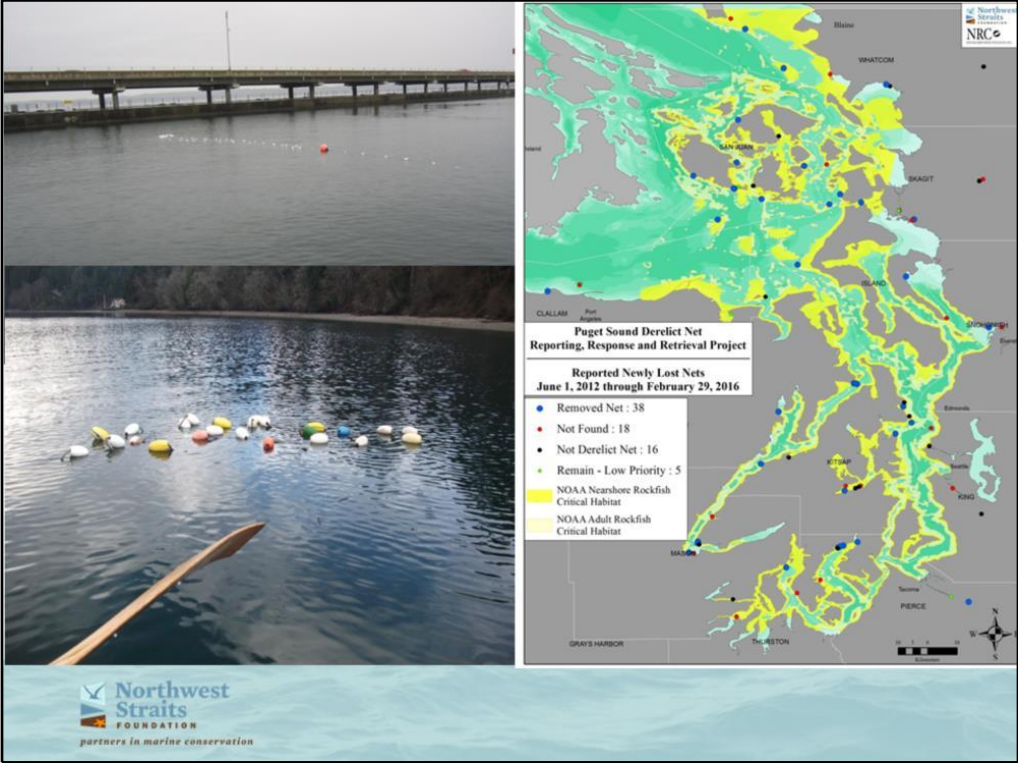 Northwest
Straits
FOUNDATION
NRC
Blaine
WHATCOM
SAN JUAN
SKAGIT
ISLAND
CLALLAM
Port
Angeles
Puget Sound Derelict Net
Reporting, Response and Retrieval Project
Reported Newly Lost Nets
June 1, 2012 through February 29, 2016
Removed Net : 38
Not Found : 18
Not Derelict Net : 16
Remain - Low Priority : 5
NOAA Nearshore Rockfish
Critical Habitat
NOAA Adult Rockfish
Critical Habitat
Edmonds
Seattle
KITSAP
KING
Tacoma
PIERCE
THURSTON
GRAYS HARBOR
N
W
E
S
Kilometers
Northwest
Straits
FOUNDATION
partners in marine conservation